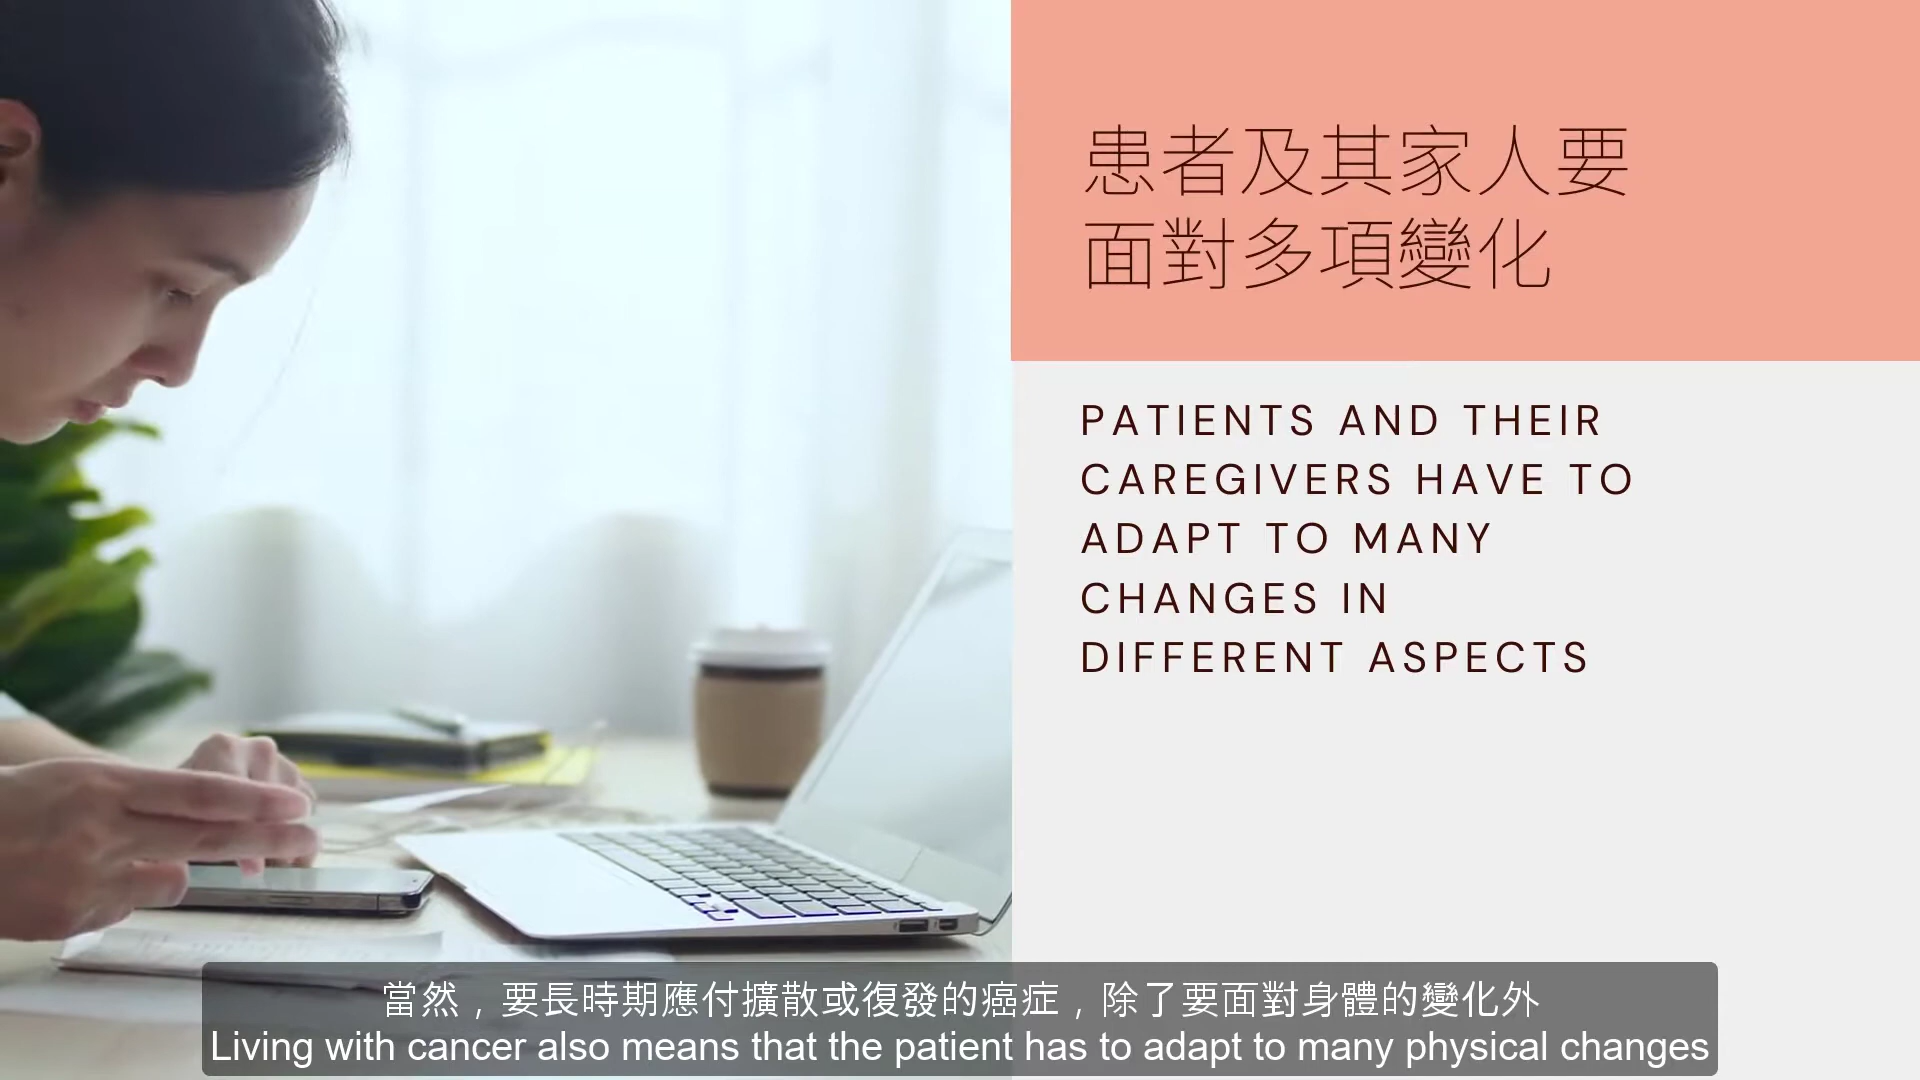 患者及其家人要
面對多項變化
PATIENTS AND THEIR
CAREGIVERS HAVE TO
ADAPT TO MANY
CHANGES IN
DIFFERENT ASPECTS
當然，要長時期應付擴散或復發的癌症，除了要面對身體的變化外
Living with cancer also means that the patient has to adapt to many physical changes